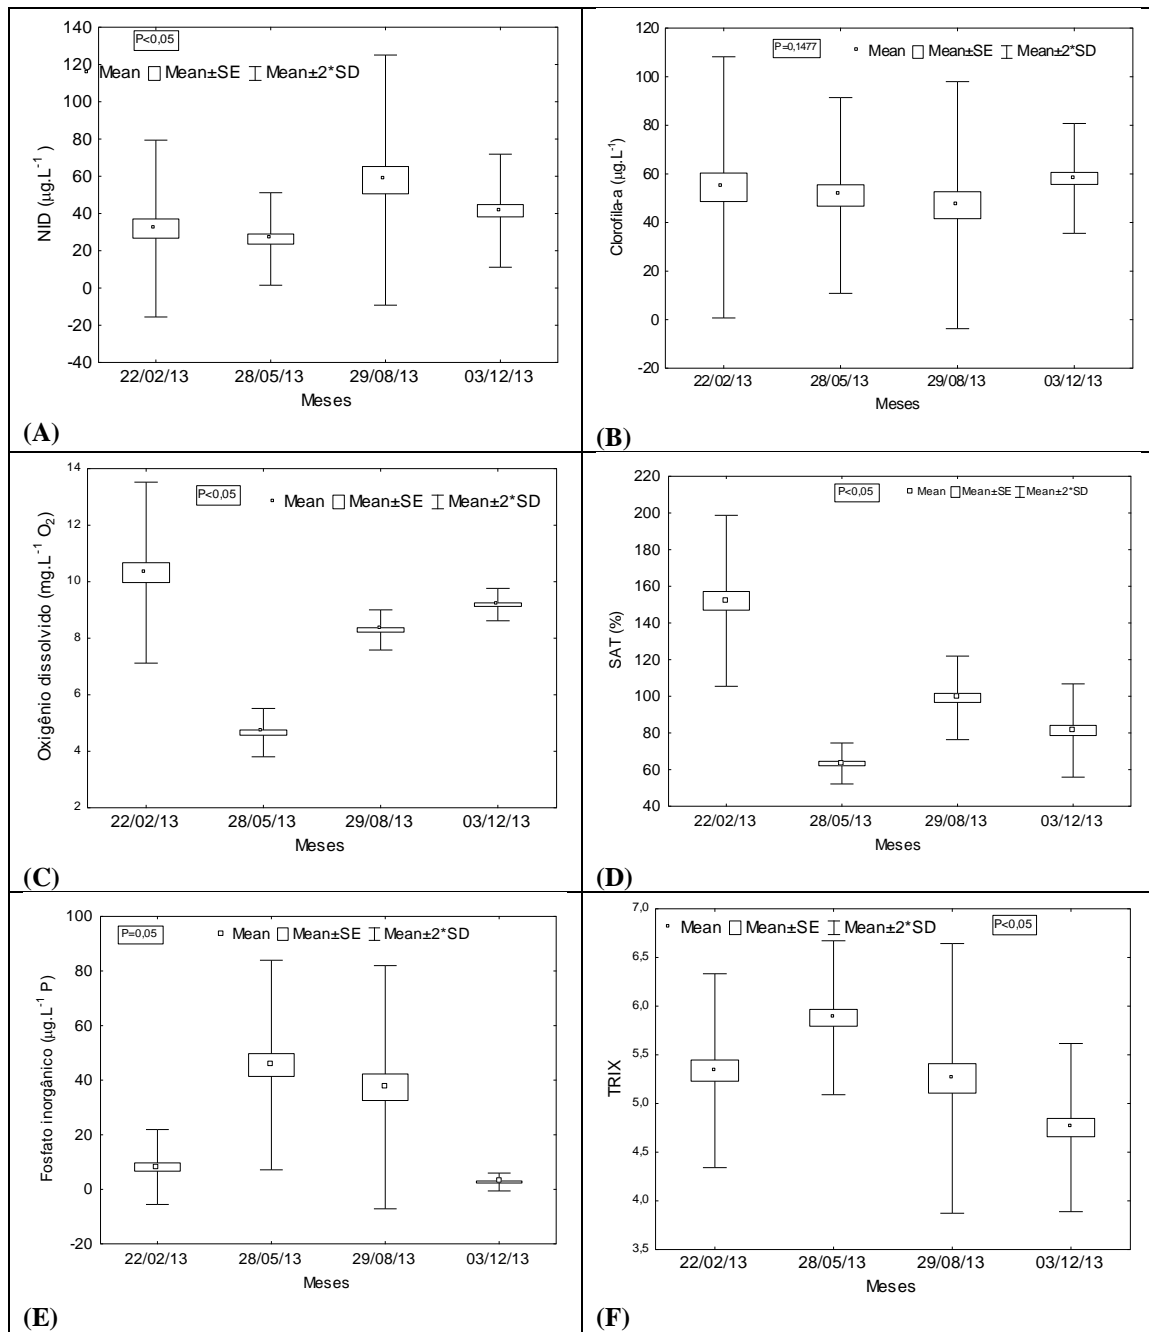 P<0,05
Mean Mean±SE Mean±2*SD
140
120
100
80
60
40
20
0
-20
-40
NID (µg.L⁻¹ )
22/02/13 28/05/13 29/08/13 03/12/13
Meses
(A)
P=0,1477 Mean Mean±SE Mean±2*SD
120
100
80
60
40
20
0
-20
Clorofila-a (µg.L⁻¹)
22/02/13 28/05/13 29/08/13 03/12/13
Meses
(B)
P<0,05 Mean Mean±SE Mean±2*SD
14
12
10
8
6
4
2
Oxigênio dissolvido (mg.L⁻¹ O₂)
22/02/13 28/05/13 29/08/13 03/12/13
Meses
(C)
P<0,05 Mean Mean±SE Mean±2*SD
220
200
180
160
140
120
100
80
60
40
SAT (%)
22/02/13 28/05/13 29/08/13 03/12/13
Meses
(D)
P=0,05 Mean Mean±SE Mean±2*SD
100
80
60
40
20
0
-20
Fosfato inorgânico (µg.L⁻¹ P)
22/02/13 28/05/13 29/08/13 03/12/13
Meses
(E)
Mean Mean±SE Mean±2*SD P<0,05
7,0
6,5
6,0
5,5
5,0
4,5
4,0
3,5
TRIX
22/02/13 28/05/13 29/08/13 03/12/13
Meses
(F)